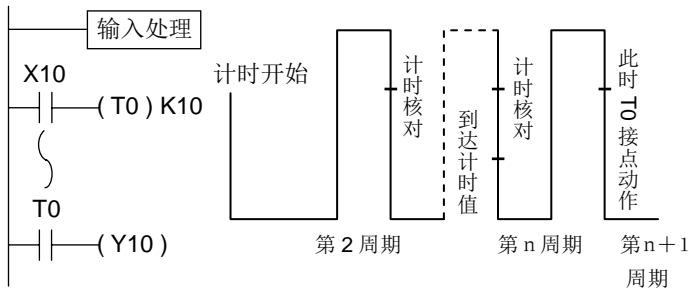 输入处理
X10
( T0 ) K10
T0
( Y10 )
计时开始
计时核对
到达计时值
计时核对
此时T0接点动作
第 2 周期
第 n 周期
第n+1
周期